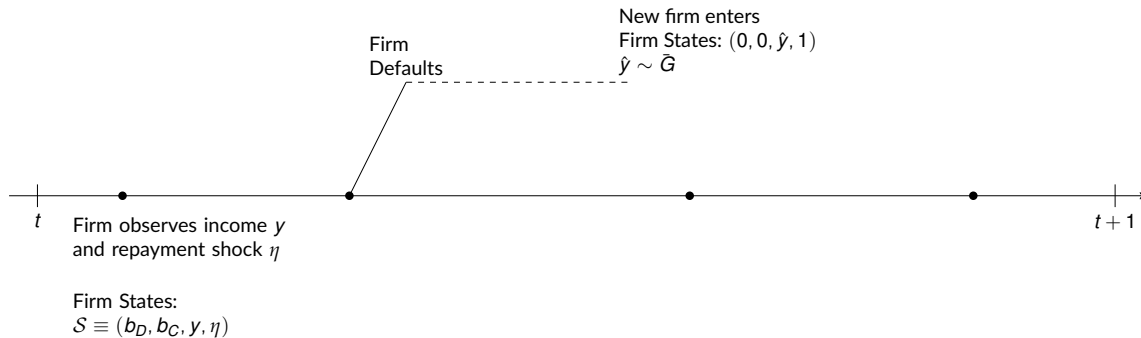 New firm enters
Firm States: (0, 0, ŷ, 1)
ŷ ∼ Ḡ
Firm
Defaults
t
t + 1
Firm observes income y
and repayment shock η
Firm States:
𝒮 ≡ (b_D, b_C, y, η)